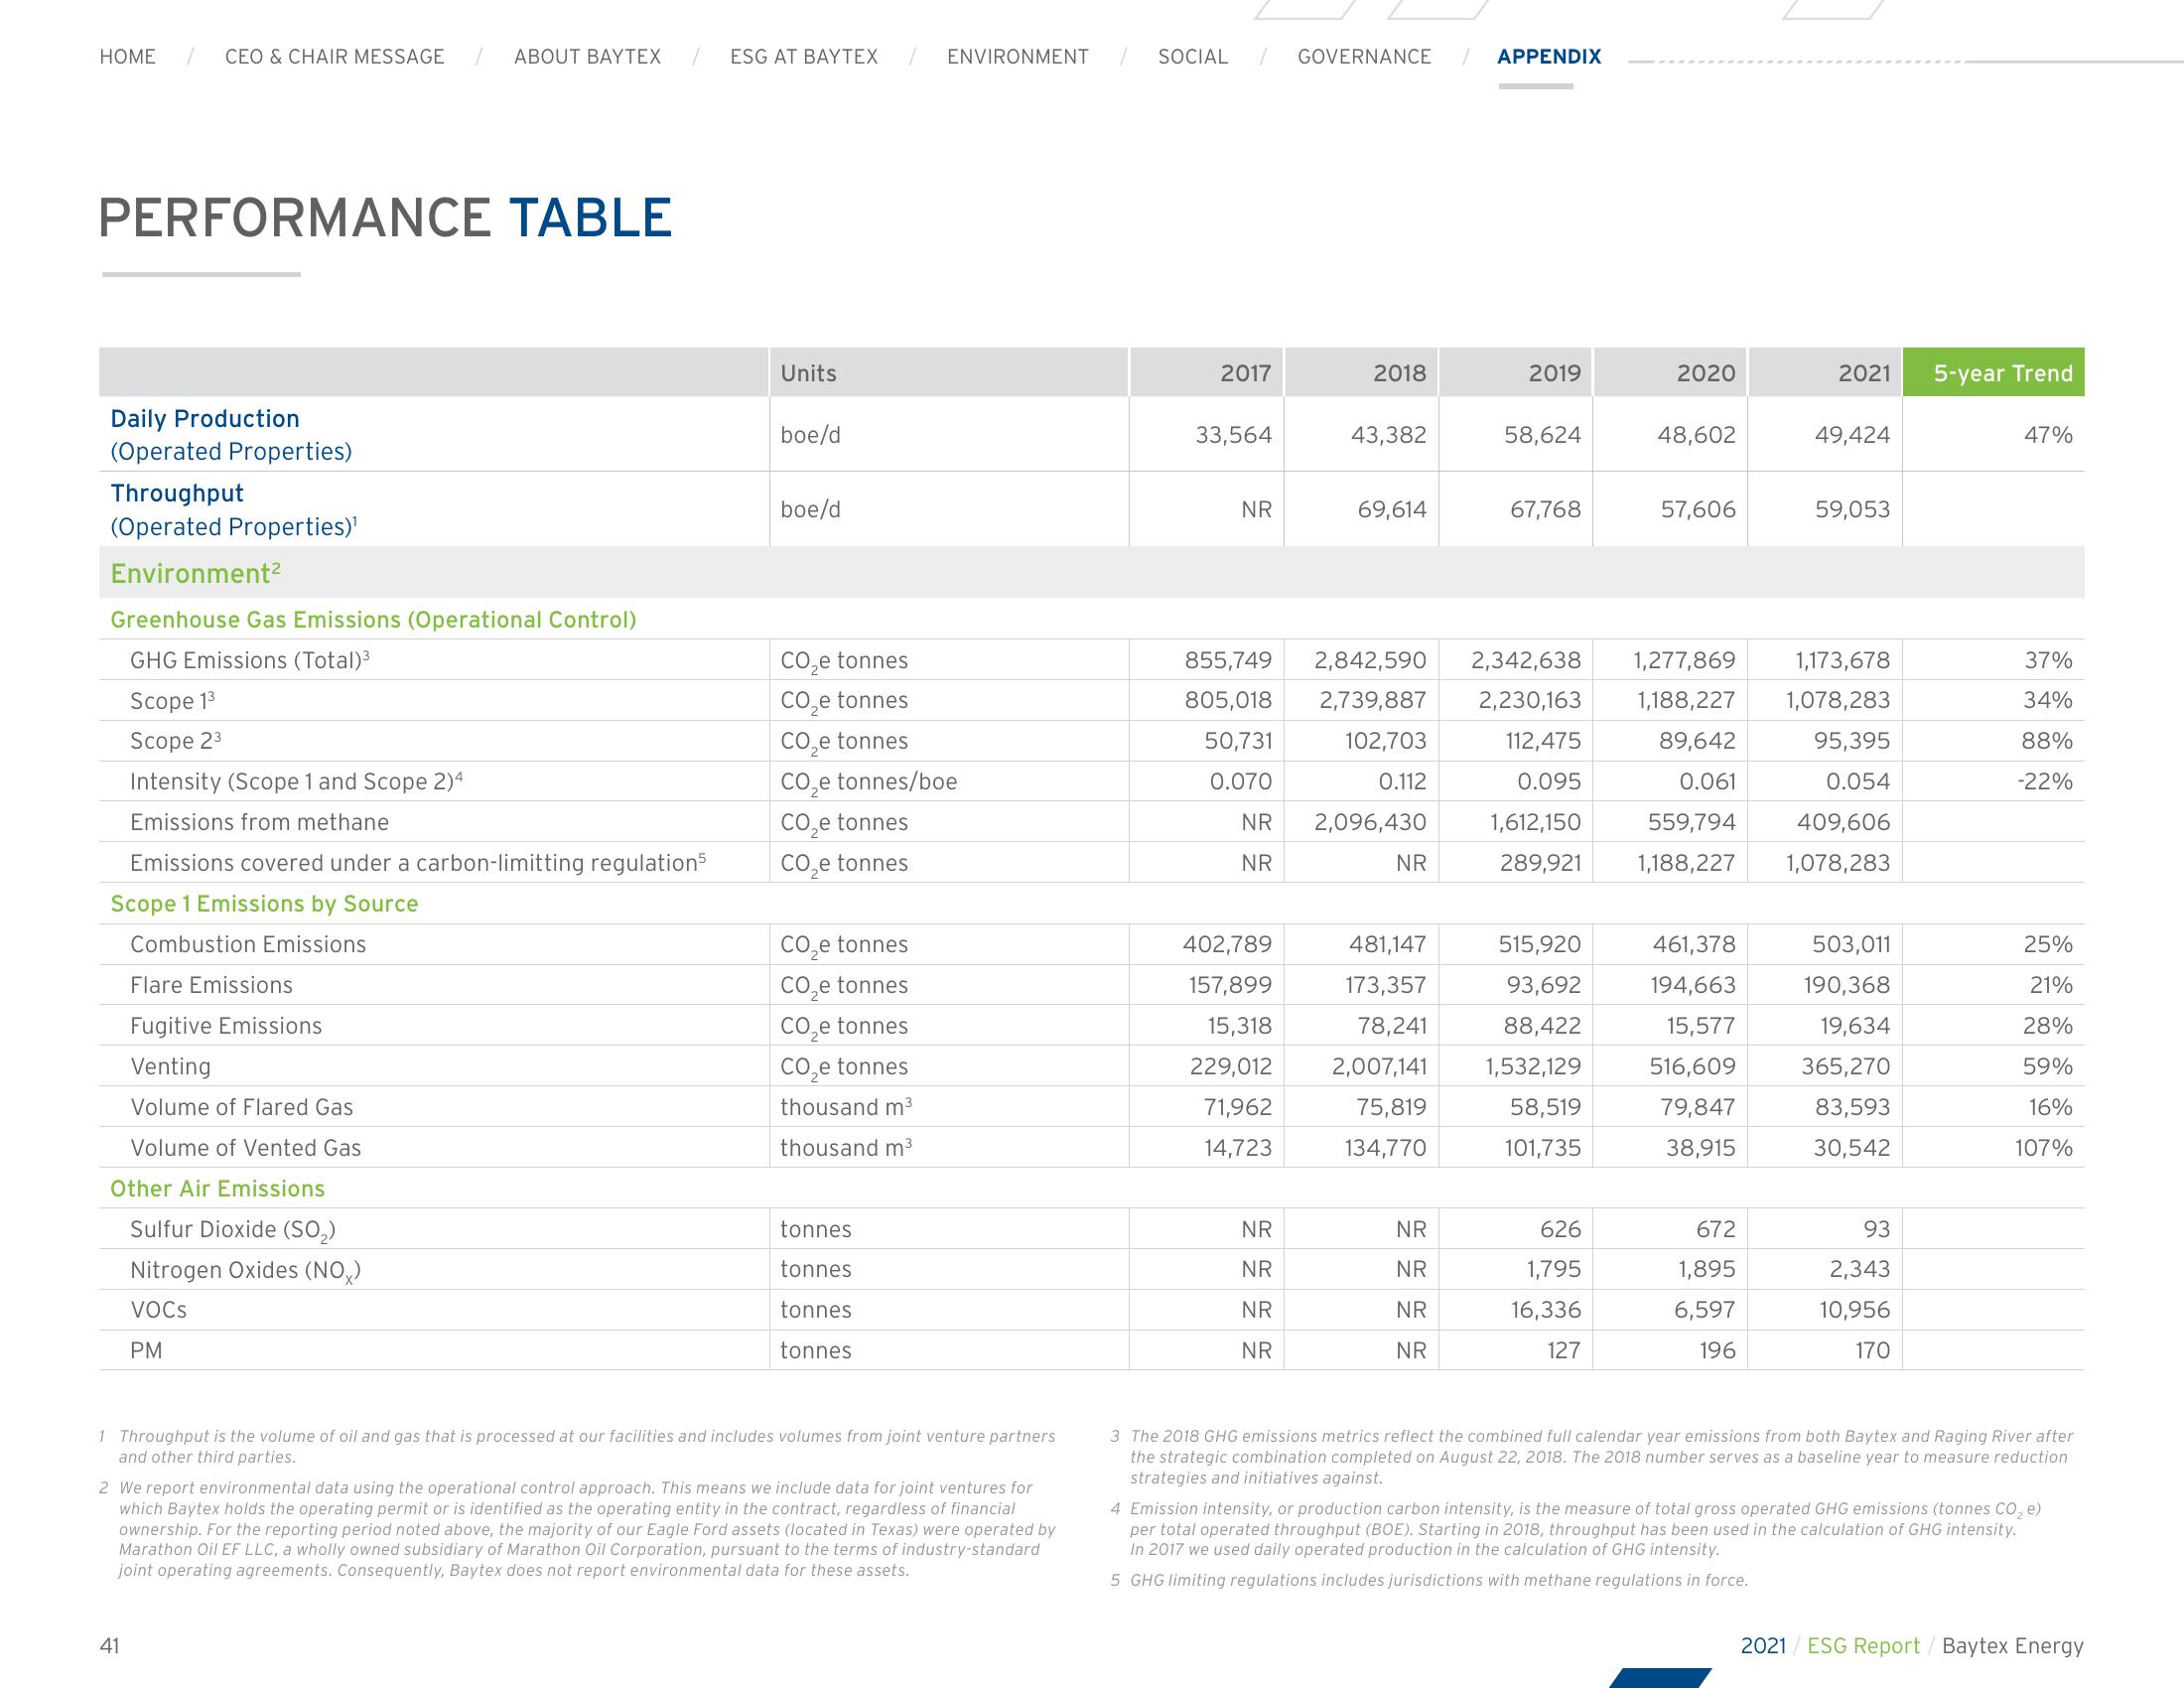 HOME / CEO & CHAIR MESSAGE / ABOUT BAYTEX / ESG AT BAYTEX / ENVIRONMENT / SOCIAL / GOVERNANCE / APPENDIX
PERFORMANCE TABLE
Units 2017 2018 2019 2020 2021 5-year Trend
Daily Production
(Operated Properties) boe/d 33,564 43,382 58,624 48,602 49,424 47%
Throughput
(Operated Properties)¹ boe/d NR 69,614 67,768 57,606 59,053
Environment²
Greenhouse Gas Emissions (Operational Control)
GHG Emissions (Total)³ CO₂e tonnes 855,749 2,842,590 2,342,638 1,277,869 1,173,678 37%
Scope 1³ CO₂e tonnes 805,018 2,739,887 2,230,163 1,188,227 1,078,283 34%
Scope 2³ CO₂e tonnes 50,731 102,703 112,475 89,642 95,395 88%
Intensity (Scope 1 and Scope 2)⁴ CO₂e tonnes/boe 0.070 0.112 0.095 0.061 0.054 -22%
Emissions from methane CO₂e tonnes NR 2,096,430 1,612,150 559,794 409,606
Emissions covered under a carbon-limitting regulation⁵ CO₂e tonnes NR NR 289,921 1,188,227 1,078,283
Scope 1 Emissions by Source
Combustion Emissions CO₂e tonnes 402,789 481,147 515,920 461,378 503,011 25%
Flare Emissions CO₂e tonnes 157,899 173,357 93,692 194,663 190,368 21%
Fugitive Emissions CO₂e tonnes 15,318 78,241 88,422 15,577 19,634 28%
Venting CO₂e tonnes 229,012 2,007,141 1,532,129 516,609 365,270 59%
Volume of Flared Gas thousand m³ 71,962 75,819 58,519 79,847 83,593 16%
Volume of Vented Gas thousand m³ 14,723 134,770 101,735 38,915 30,542 107%
Other Air Emissions
Sulfur Dioxide (SO₂) tonnes NR NR 626 672 93
Nitrogen Oxides (NOₓ) tonnes NR NR 1,795 1,895 2,343
VOCs tonnes NR NR 16,336 6,597 10,956
PM tonnes NR NR 127 196 170
1 Throughput is the volume of oil and gas that is processed at our facilities and includes volumes from joint venture partners
and other third parties.
2 We report environmental data using the operational control approach. This means we include data for joint ventures for
which Baytex holds the operating permit or is identified as the operating entity in the contract, regardless of financial
ownership. For the reporting period noted above, the majority of our Eagle Ford assets (located in Texas) were operated by
Marathon Oil EF LLC, a wholly owned subsidiary of Marathon Oil Corporation, pursuant to the terms of industry-standard
joint operating agreements. Consequently, Baytex does not report environmental data for these assets.
3 The 2018 GHG emissions metrics reflect the combined full calendar year emissions from both Baytex and Raging River after
the strategic combination completed on August 22, 2018. The 2018 number serves as a baseline year to measure reduction
strategies and initiatives against.
4 Emission intensity, or production carbon intensity, is the measure of total gross operated GHG emissions (tonnes CO₂ e)
per total operated throughput (BOE). Starting in 2018, throughput has been used in the calculation of GHG intensity.
In 2017 we used daily operated production in the calculation of GHG intensity.
5 GHG limiting regulations includes jurisdictions with methane regulations in force.
41
2021 / ESG Report / Baytex Energy